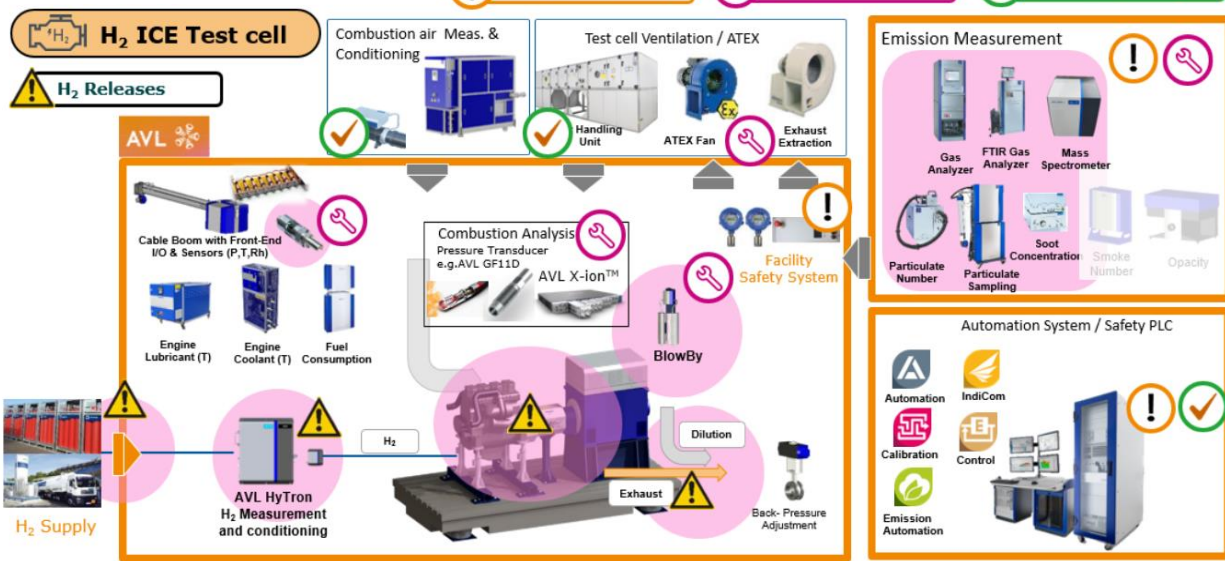 H₂ ICE Test cell
H₂ Releases
AVL
Combustion air Meas. &
Conditioning
Test cell Ventilation / ATEX
Handling
Unit
ATEX Fan
Ex
Exhaust
Extraction
Emission Measurement
Gas
Analyzer
FTIR Gas
Analyzer
Mass
Spectrometer
Particulate
Number
Particulate
Sampling
Soot
Concentration
Smoke
Number
Opacity
Cable Boom with Front-End
I/O & Sensors (P,T,Rh)
Engine
Lubricant (T)
Engine
Coolant (T)
Fuel
Consumption
Combustion Analysis
Pressure Transducer
e.g.AVL GF11D
AVL X-ion™
BlowBy
Facility
Safety System
H₂ Supply
AVL HyTron
H₂ Measurement
and conditioning
H₂
Dilution
Exhaust
Back- Pressure
Adjustment
Automation System / Safety PLC
Automation
IndiCom
Calibration
Control
Emission
Automation